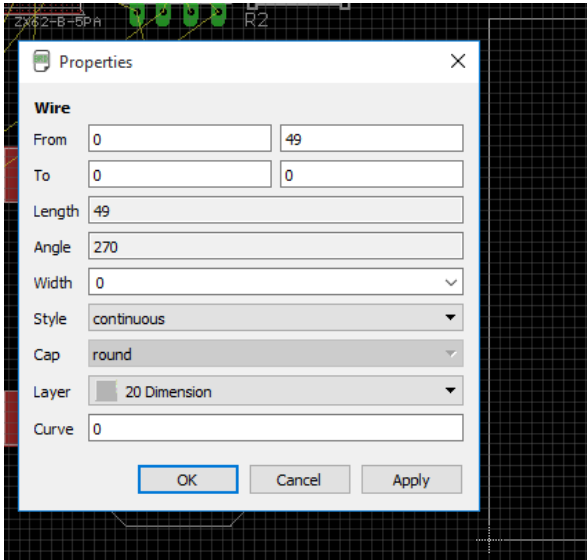 ZX62-B-5PA
R2
Properties
Wire
From 0 49
To 0 0
Length 49
Angle 270
Width 0
Style continuous
Cap round
Layer 20 Dimension
Curve 0
OK Cancel Apply